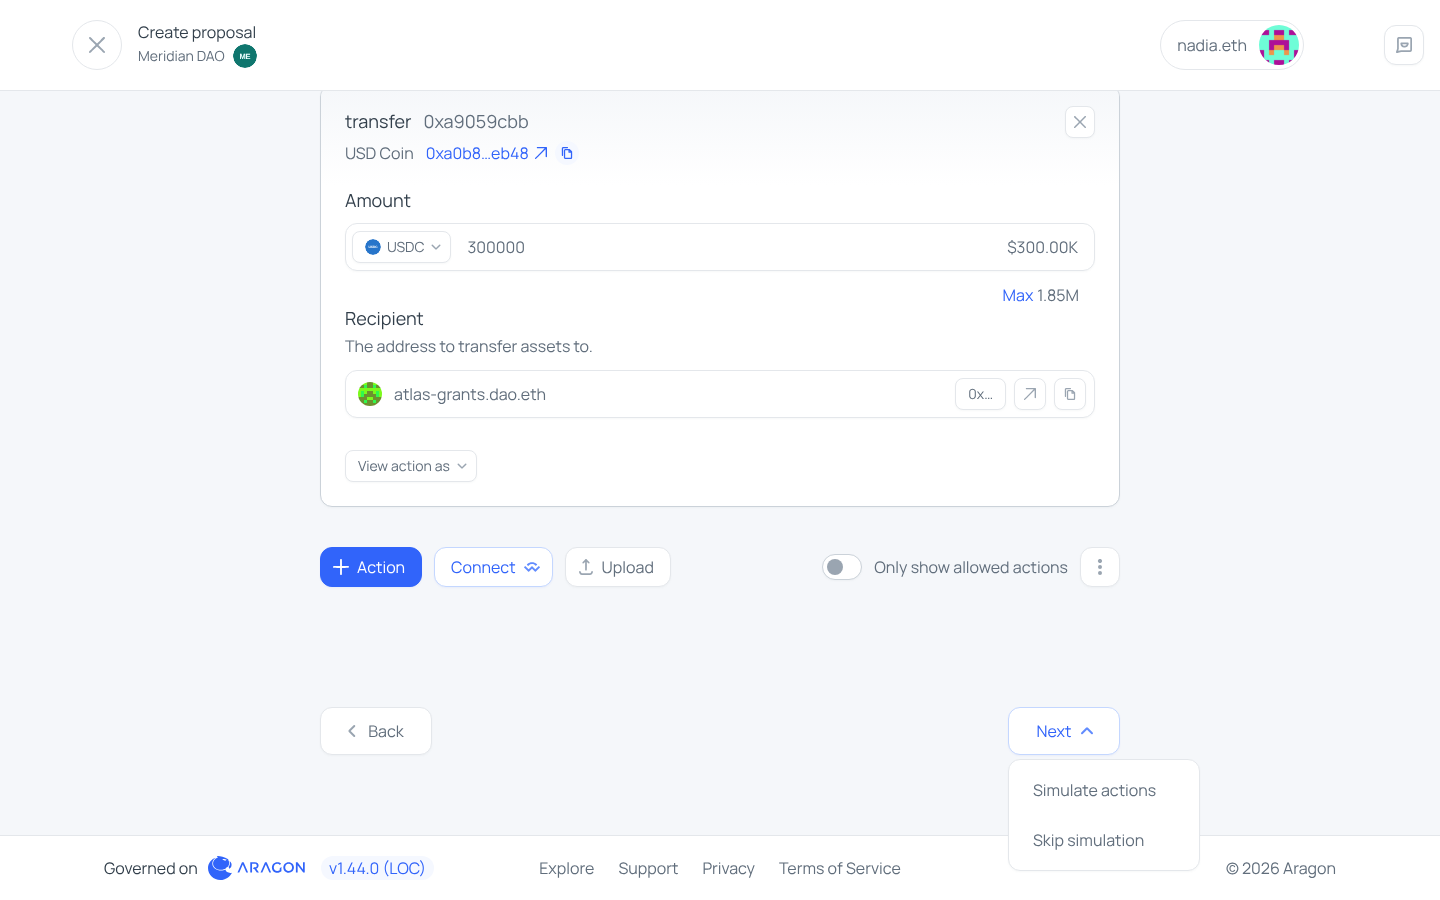 Create proposal
Meridian DAO ME
nadia.eth
transfer 0xa9059cbb
USD Coin 0xa0b8...eb48
Amount
USDC 300000 $300.00K
Max 1.85M
Recipient
The address to transfer assets to.
atlas-grants.dao.eth 0x...
View action as
Action Connect Upload Only show allowed actions
Back Next
Simulate actions
Skip simulation
Governed on ARAGON v1.44.0 (LOC) Explore Support Privacy Terms of Service © 2026 Aragon